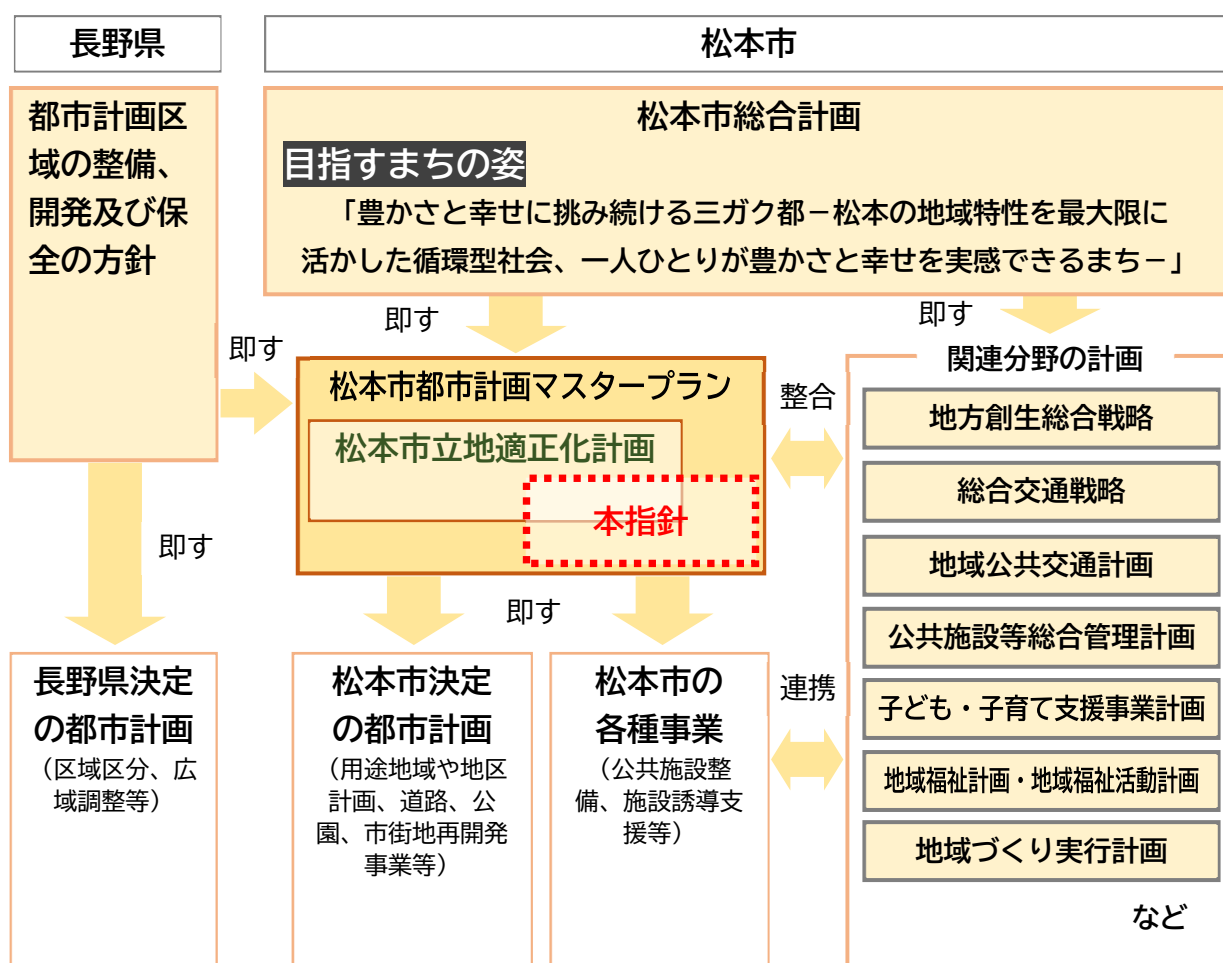 長野県
松本市
都市計画区
域の整備、
開発及び保
全の方針
松本市総合計画
目指すまちの姿
「豊かさと幸せに挑み続ける三ガク都－松本の地域特性を最大限に
活かした循環型社会、一人ひとりが豊かさと幸せを実感できるまち－」
即す
即す
即す
松本市都市計画マスタープラン
松本市立地適正化計画
本指針
整合
関連分野の計画
地方創生総合戦略
総合交通戦略
地域公共交通計画
公共施設等総合管理計画
子ども・子育て支援事業計画
地域福祉計画・地域福祉活動計画
地域づくり実行計画
など
即す
即す
連携
長野県決定
の都市計画
（区域区分、広
域調整等）
松本市決定
の都市計画
（用途地域や地区
計画、道路、公
園、市街地再開発
事業等）
松本市の
各種事業
（公共施設整
備、施設誘導支
援等）